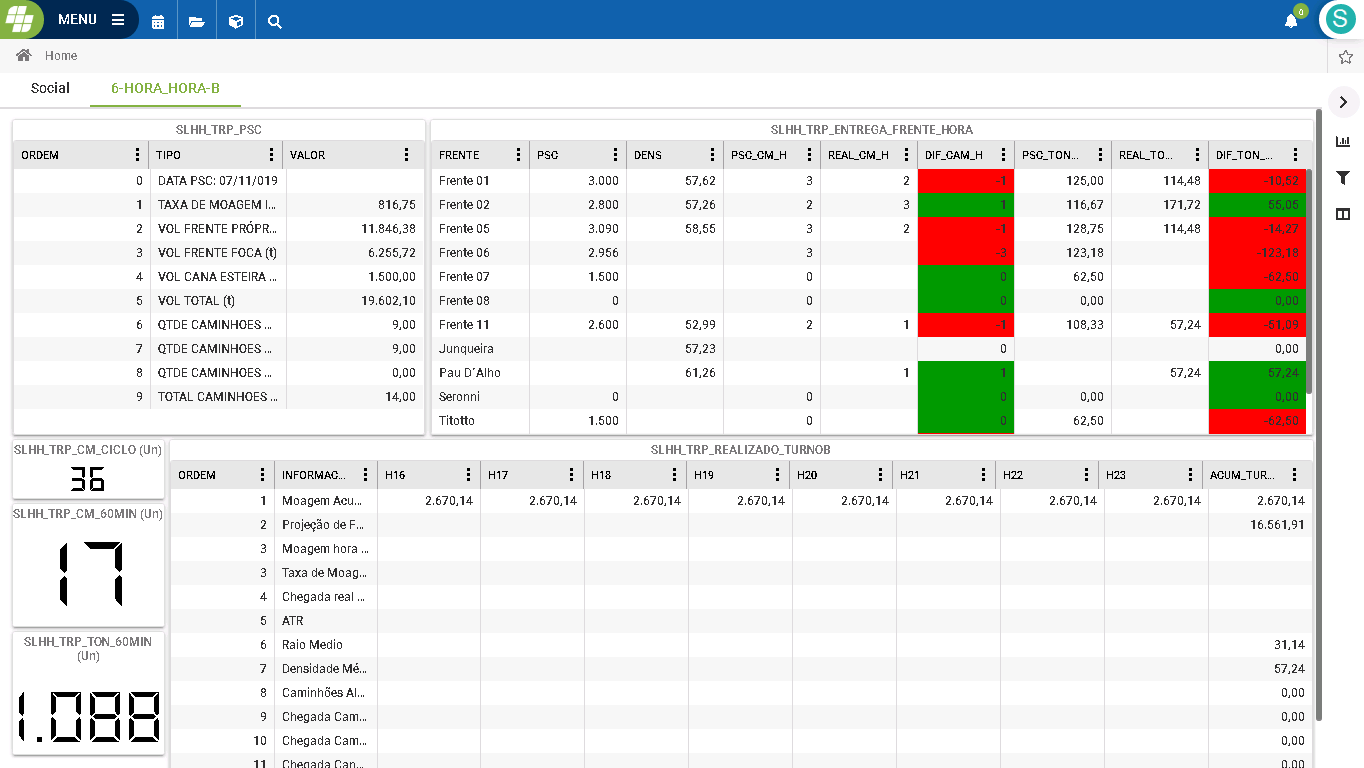 MENU
0
S
Home
Social 6-HORA_HORA-B
SLHH_TRP_PSC
ORDEM TIPO VALOR
0 DATA PSC: 07/11/019
1 TAXA DE MOAGEM I... 816,75
2 VOL FRENTE PRÓPR... 11.846,38
3 VOL FRENTE FOCA (t) 6.255,72
4 VOL CANA ESTEIRA ... 1.500,00
5 VOL TOTAL (t) 19.602,10
6 QTDE CAMINHOES ... 9,00
7 QTDE CAMINHOES ... 9,00
8 QTDE CAMINHOES ... 0,00
9 TOTAL CAMINHOES ... 14,00
SLHH_TRP_ENTREGA_FRENTE_HORA
FRENTE PSC DENS PSC_CM_H REAL_CM_H DIF_CAM_H PSC_TON... REAL_TO... DIF_TON_...
Frente 01 3.000 57,62 3 2 -1 125,00 114,48 -10,52
Frente 02 2.800 57,26 2 3 1 116,67 171,72 55,05
Frente 05 3.090 58,55 3 2 -1 128,75 114,48 -14,27
Frente 06 2.956 3 -3 123,18 -123,18
Frente 07 1.500 0 0 62,50 -62,50
Frente 08 0 0 0 0,00 0,00
Frente 11 2.600 52,99 2 1 -1 108,33 57,24 -51,09
Junqueira 57,23 0 0,00
Pau D´Alho 61,26 1 1 57,24 57,24
Seronni 0 0 0 0,00 0,00
Titotto 1.500 0 0 62,50 -62,50
SLHH_TRP_CM_CICLO (Un)
36
SLHH_TRP_CM_60MIN (Un)
17
SLHH_TRP_TON_60MIN
(Un)
1.088
SLHH_TRP_REALIZADO_TURNOB
ORDEM INFORMAC... H16 H17 H18 H19 H20 H21 H22 H23 ACUM_TUR...
1 Moagem Acu... 2.670,14 2.670,14 2.670,14 2.670,14 2.670,14 2.670,14 2.670,14 2.670,14 2.670,14
2 Projeção de F... 16.561,91
3 Moagem hora ...
3 Taxa de Moag...
4 Chegada real ...
5 ATR
6 Raio Medio 31,14
7 Densidade Mé... 57,24
8 Caminhões Al... 0,00
9 Chegada Cam... 0,00
10 Chegada Cam... 0,00
11 Chegada Can... 0,00